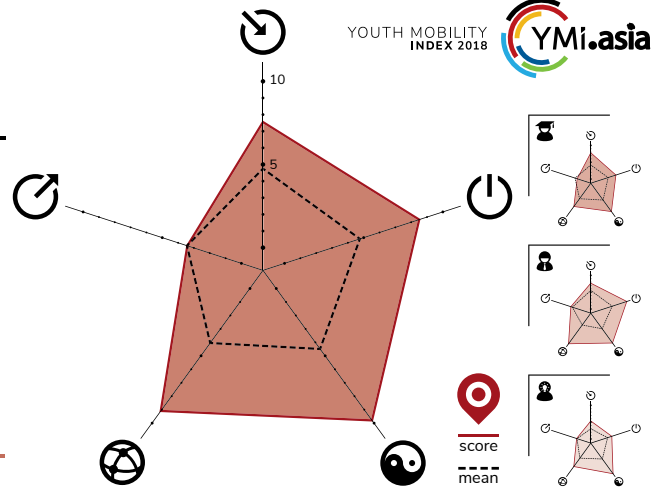 YOUTH MOBILITY
INDEX 2018
YMi.asia
10
5
score
mean